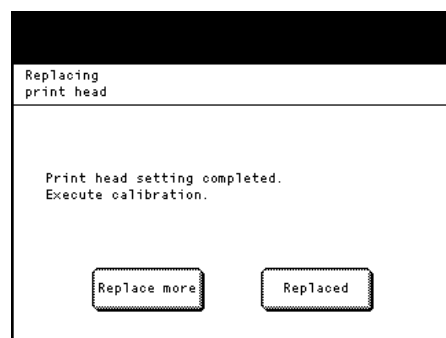 Replacing
print head
Print head setting completed.
Execute calibration.
Replace more
Replaced